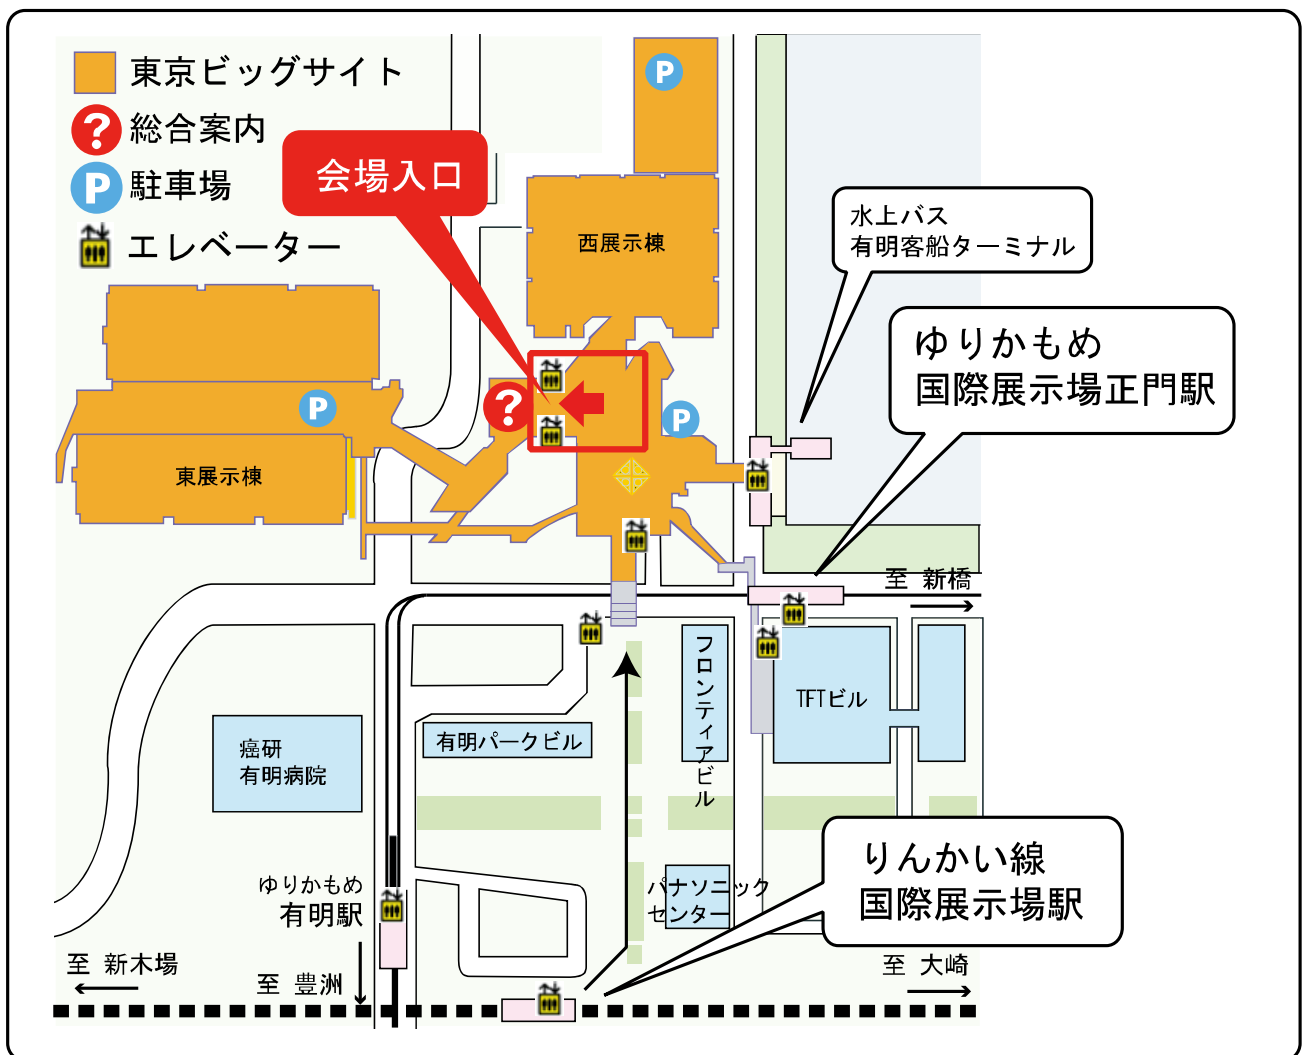 東京ビッグサイト
?
総合案内
P
駐車場
エレベーター
会場入口
P
西展示棟
水上バス
有明客船ターミナル
ゆりかもめ
国際展示場正門駅
P
?
P
東展示棟
至 新橋
フロンティアビル
TFTビル
有明パークビル
癌研
有明病院
りんかい線
国際展示場駅
パナソニック
センター
ゆりかもめ
有明駅
至 新木場
至 豊洲
至 大崎